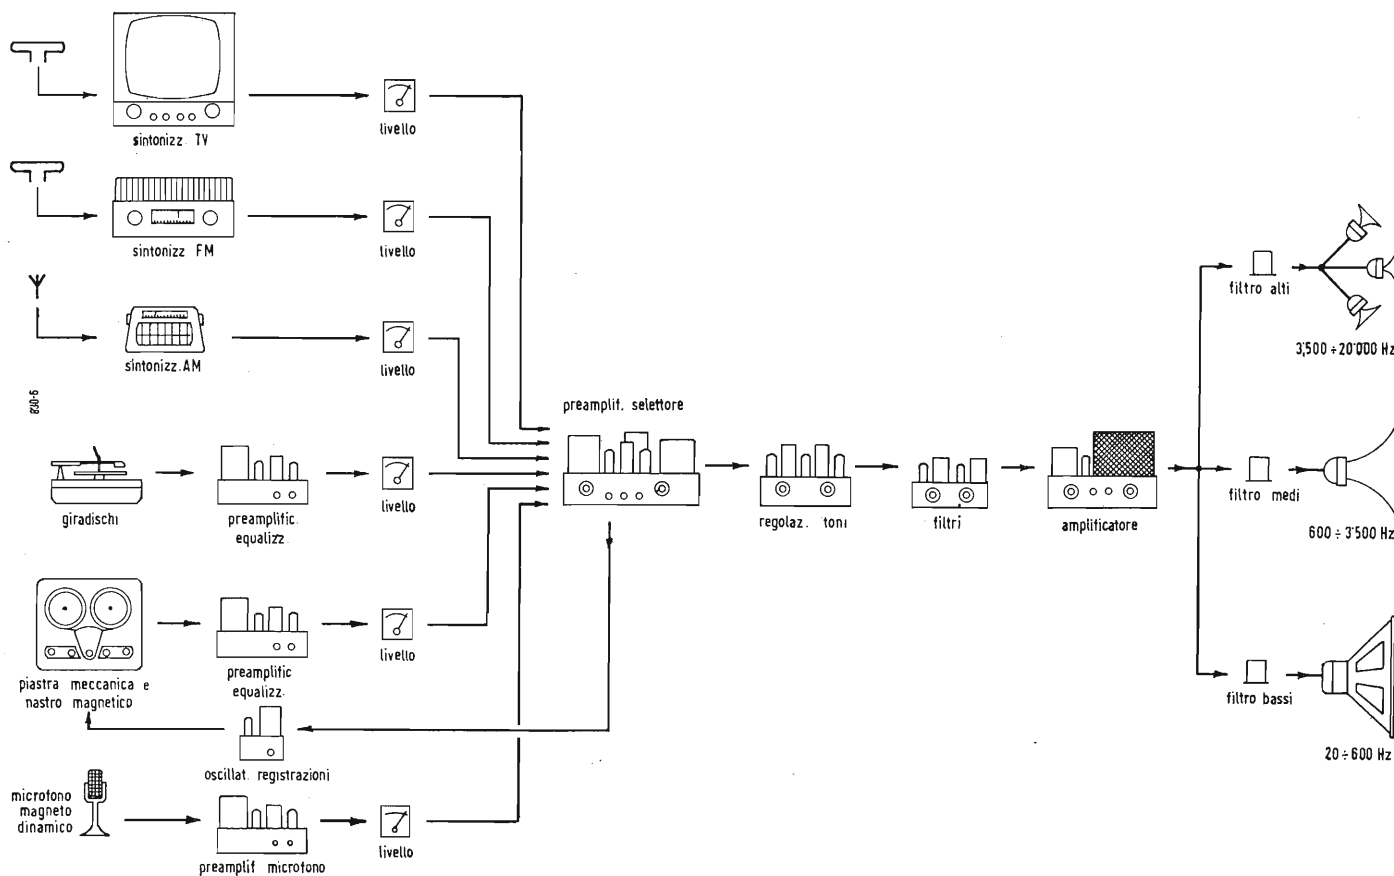 sintonizz. TV
livello
sintonizz FM
livello
sintonizz. AM
livello
830-6
giradischi
preamplific.
equalizz.
livello
piastra meccanica e
nastro magnetico
preamplific
equalizz.
livello
oscillat. registrazioni
microfono
magneto
dinamico
preamplif microfono
livello
preamplif. selettore
regolaz. toni
filtri
amplificatore
filtro alti
3,500 ÷ 20'000 Hz
filtro medi
600 ÷ 3'500 Hz
filtro bassi
20 ÷ 600 Hz